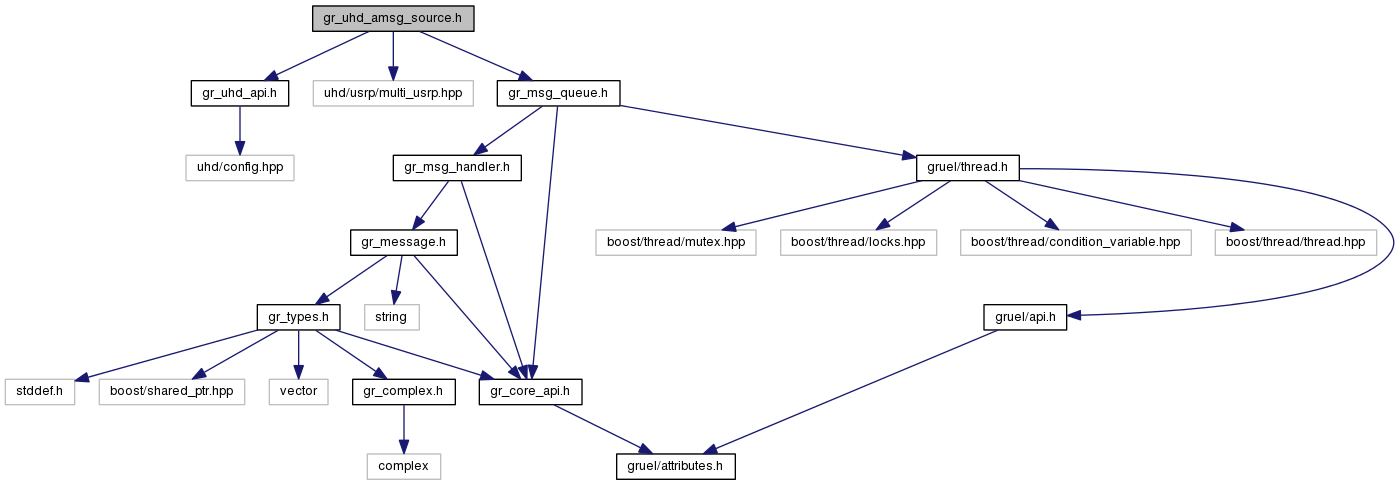 gr_uhd_amsg_source.h
gr_uhd_api.h
uhd/usrp/multi_usrp.hpp
gr_msg_queue.h
uhd/config.hpp
gr_msg_handler.h
gruel/thread.h
gr_message.h
boost/thread/mutex.hpp
boost/thread/locks.hpp
boost/thread/condition_variable.hpp
boost/thread/thread.hpp
gr_types.h
string
gruel/api.h
stddef.h
boost/shared_ptr.hpp
vector
gr_complex.h
gr_core_api.h
complex
gruel/attributes.h